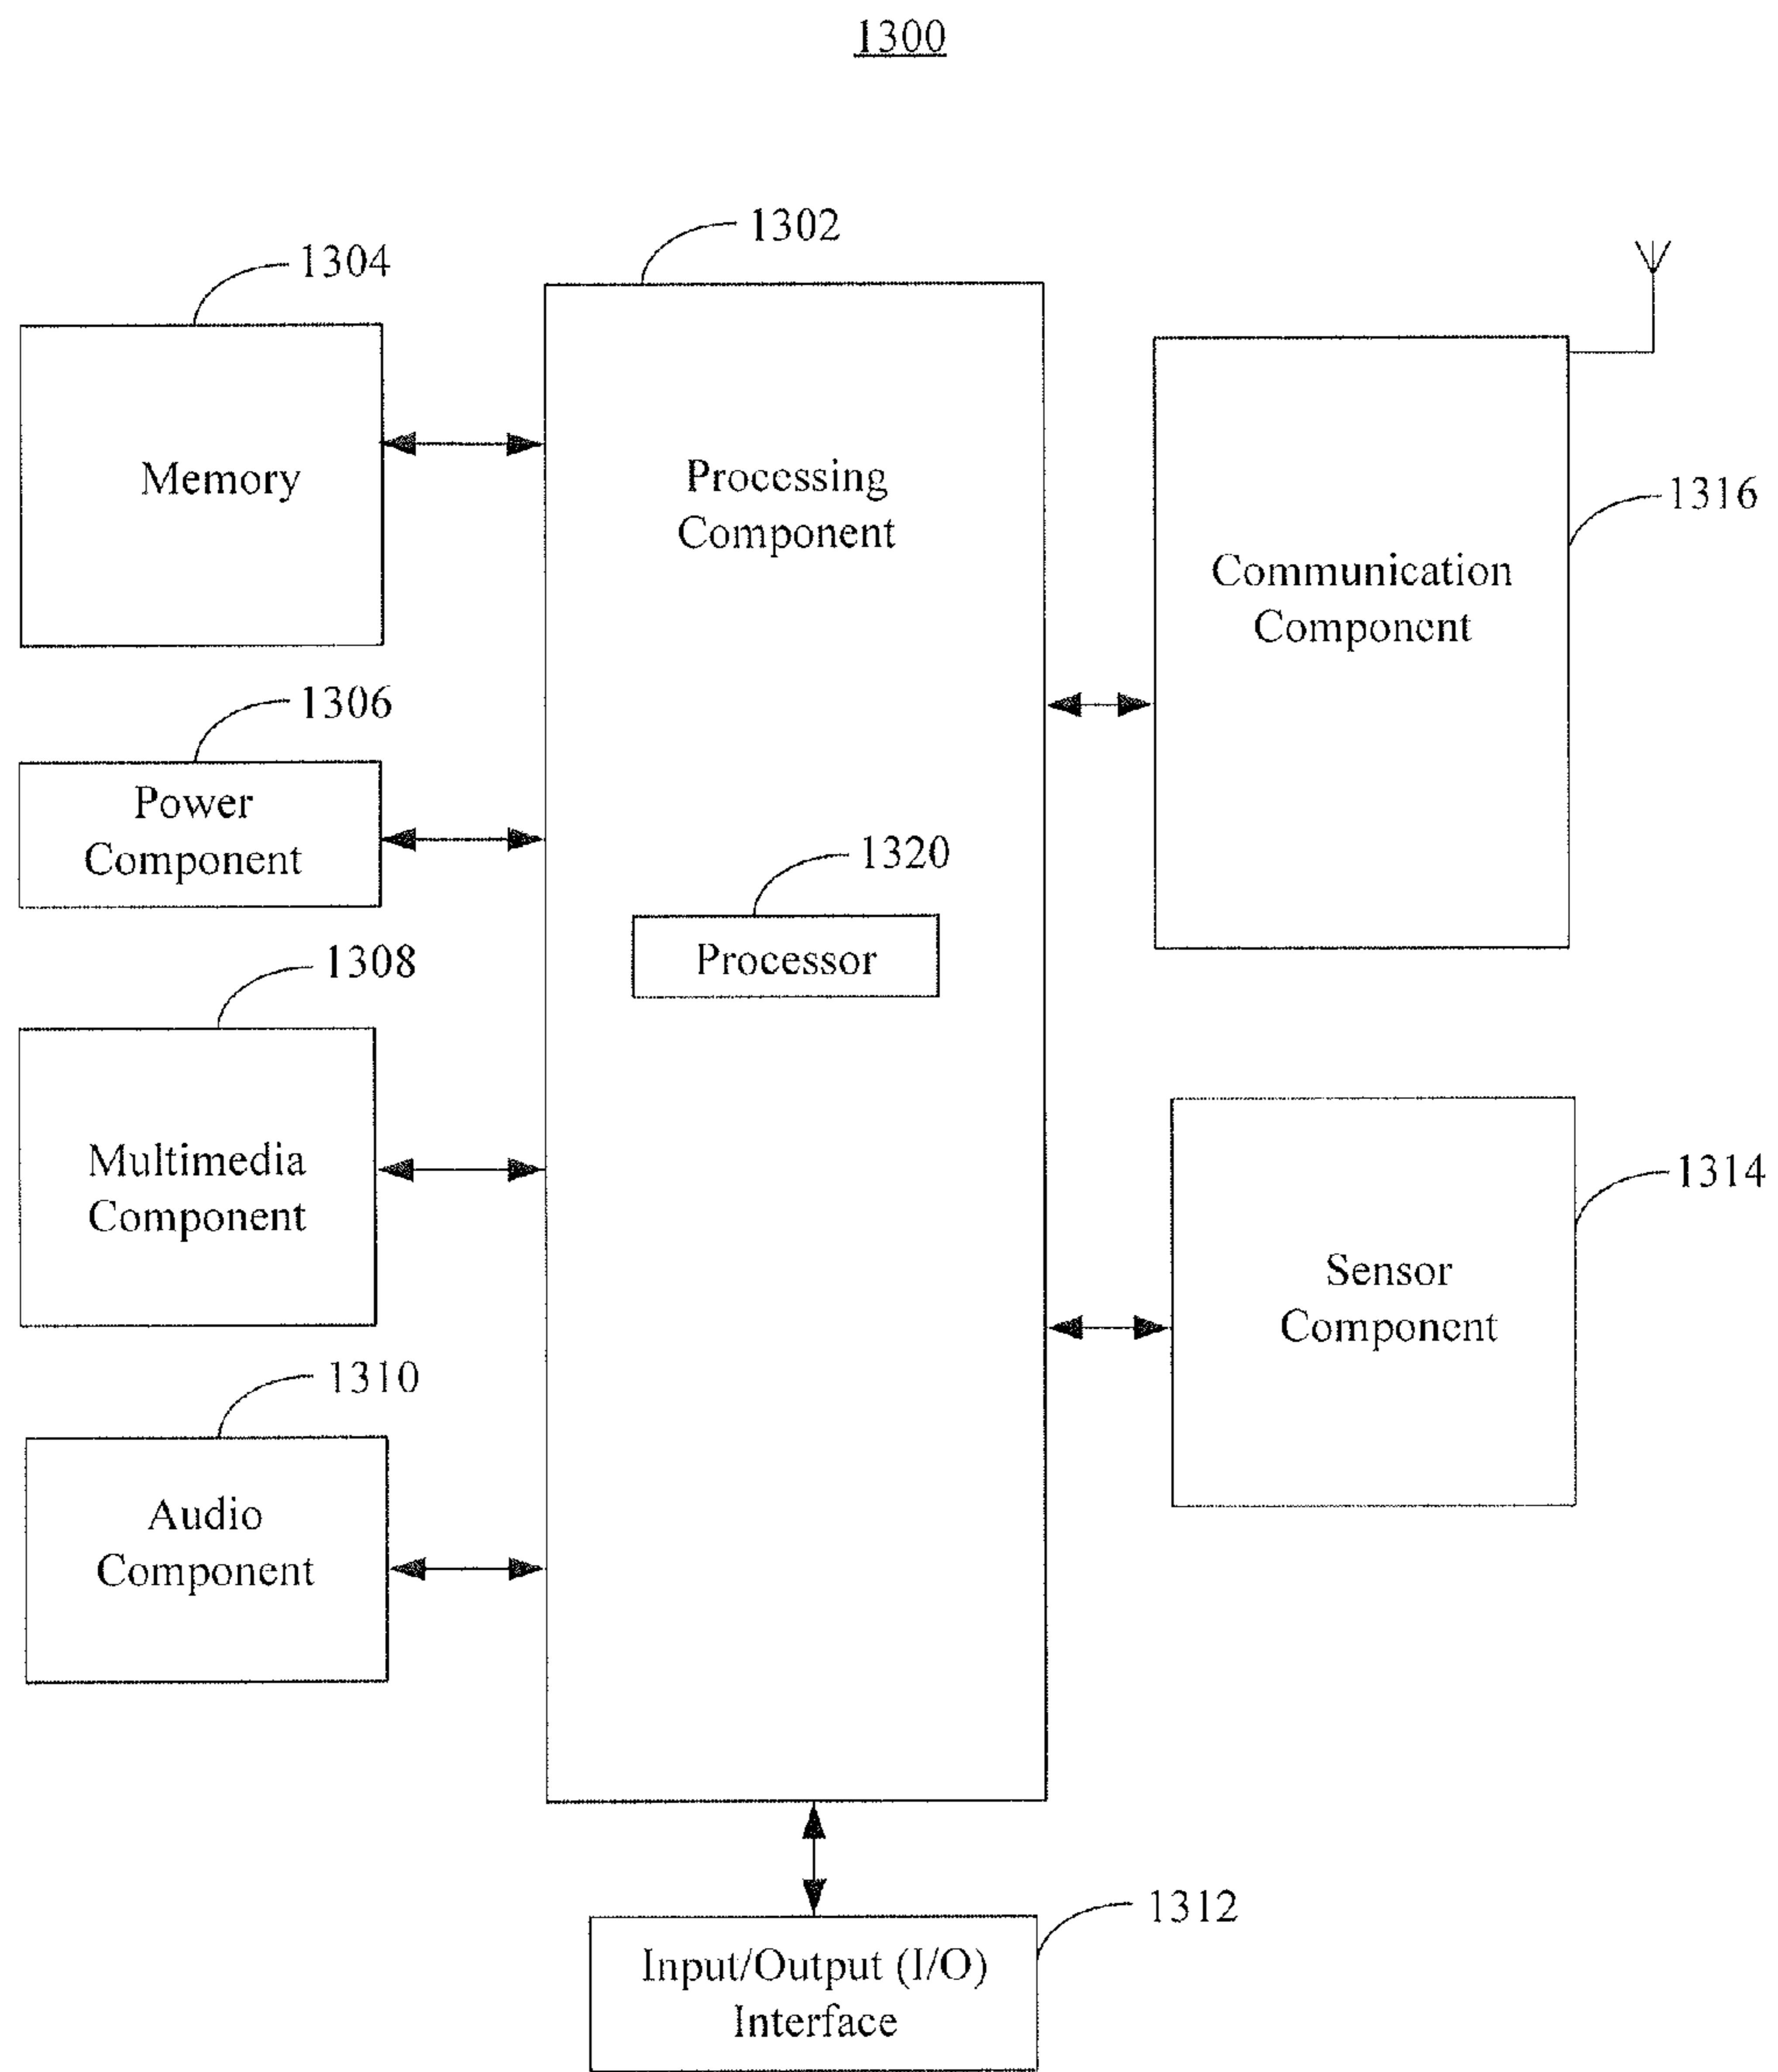 1300
1302
1304
Memory
Processing
Component
1316
Communication
Component
1306
Power
Component
1320
Processor
1308
Multimedia
Component
1314
Sensor
Component
1310
Audio
Component
1312
Input/Output (I/O)
Interface